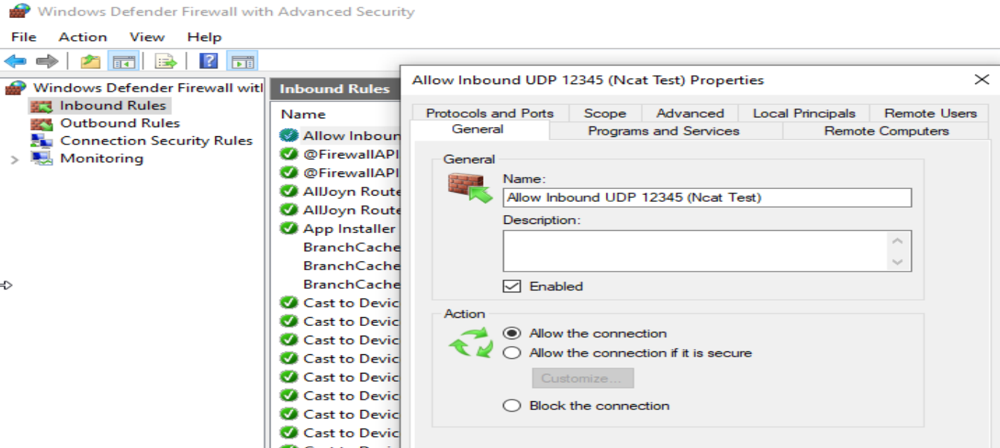 Windows Defender Firewall with Advanced Security
File Action View Help
Windows Defender Firewall witl
Inbound Rules
Outbound Rules
Connection Security Rules
Monitoring
Inbound Rules
Name
Allow Inboun
@FirewallAPI
@FirewallAPI
AllJoyn Route
AllJoyn Route
App Installer
BranchCache
BranchCache
BranchCache
Cast to Devic
Cast to Devic
Cast to Devic
Cast to Devic
Cast to Devic
Cast to Devic
Cast to Devic
Cast to Devic
Allow Inbound UDP 12345 (Ncat Test) Properties
Protocols and Ports Scope Advanced Local Principals Remote Users
General Programs and Services Remote Computers
General
Name:
Allow Inbound UDP 12345 (Ncat Test)
Description:
Enabled
Action
Allow the connection
Allow the connection if it is secure
Customize...
Block the connection